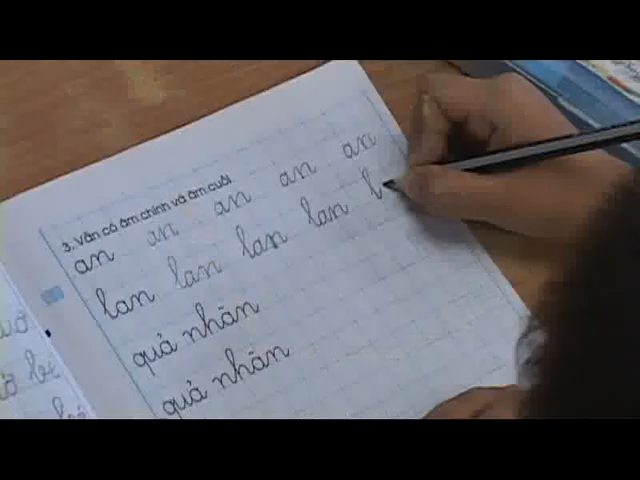 3. Vần có âm chính và âm cuối
an an an an an
lan lan lan lan l
quả nhãn
quả nhãn